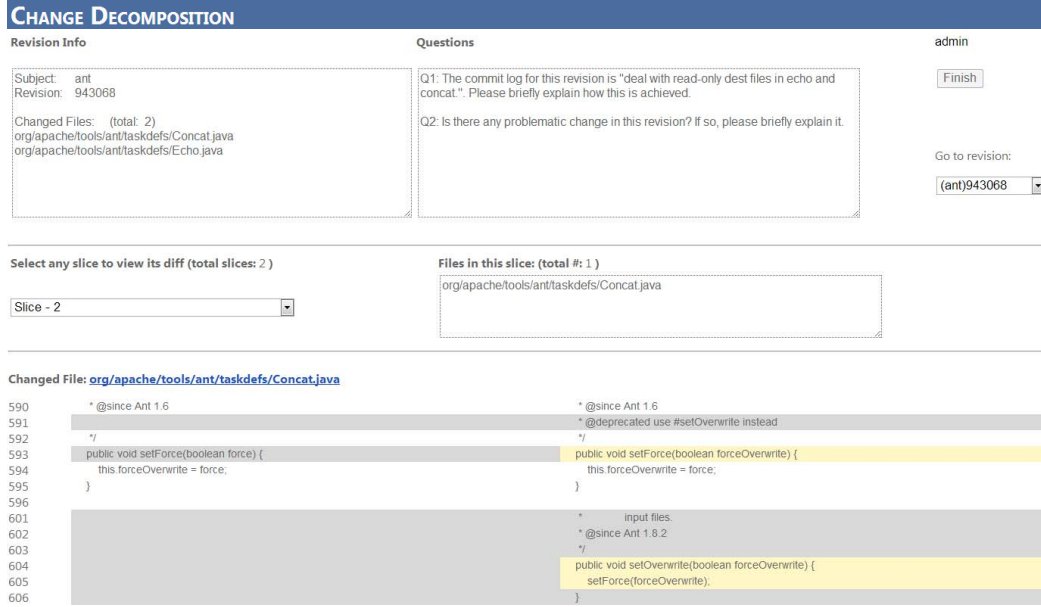 CHANGE DECOMPOSITION
Revision Info
Questions
admin
Subject: ant
Revision: 943068
Changed Files: (total: 2)
org/apache/tools/ant/taskdefs/Concat.java
org/apache/tools/ant/taskdefs/Echo.java
Q1: The commit log for this revision is "deal with read-only dest files in echo and
concat.". Please briefly explain how this is achieved.
Q2: Is there any problematic change in this revision? If so, please briefly explain it.
Finish
Go to revision:
(ant)943068
Select any slice to view its diff (total slices: 2 )
Slice - 2
Files in this slice: (total #: 1 )
org/apache/tools/ant/taskdefs/Concat.java
Changed File: org/apache/tools/ant/taskdefs/Concat.java
590 * @since Ant 1.6 * @since Ant 1.6
591 * @deprecated use #setOverwrite instead
592 */ */
593 public void setForce(boolean force) { public void setForce(boolean forceOverwrite) {
594 this.forceOverwrite = force; this.forceOverwrite = force;
595 } }
596
601 * input files.
602 * @since Ant 1.8.2
603 */
604 public void setOverwrite(boolean forceOverwrite) {
605 setForce(forceOverwrite);
606 }